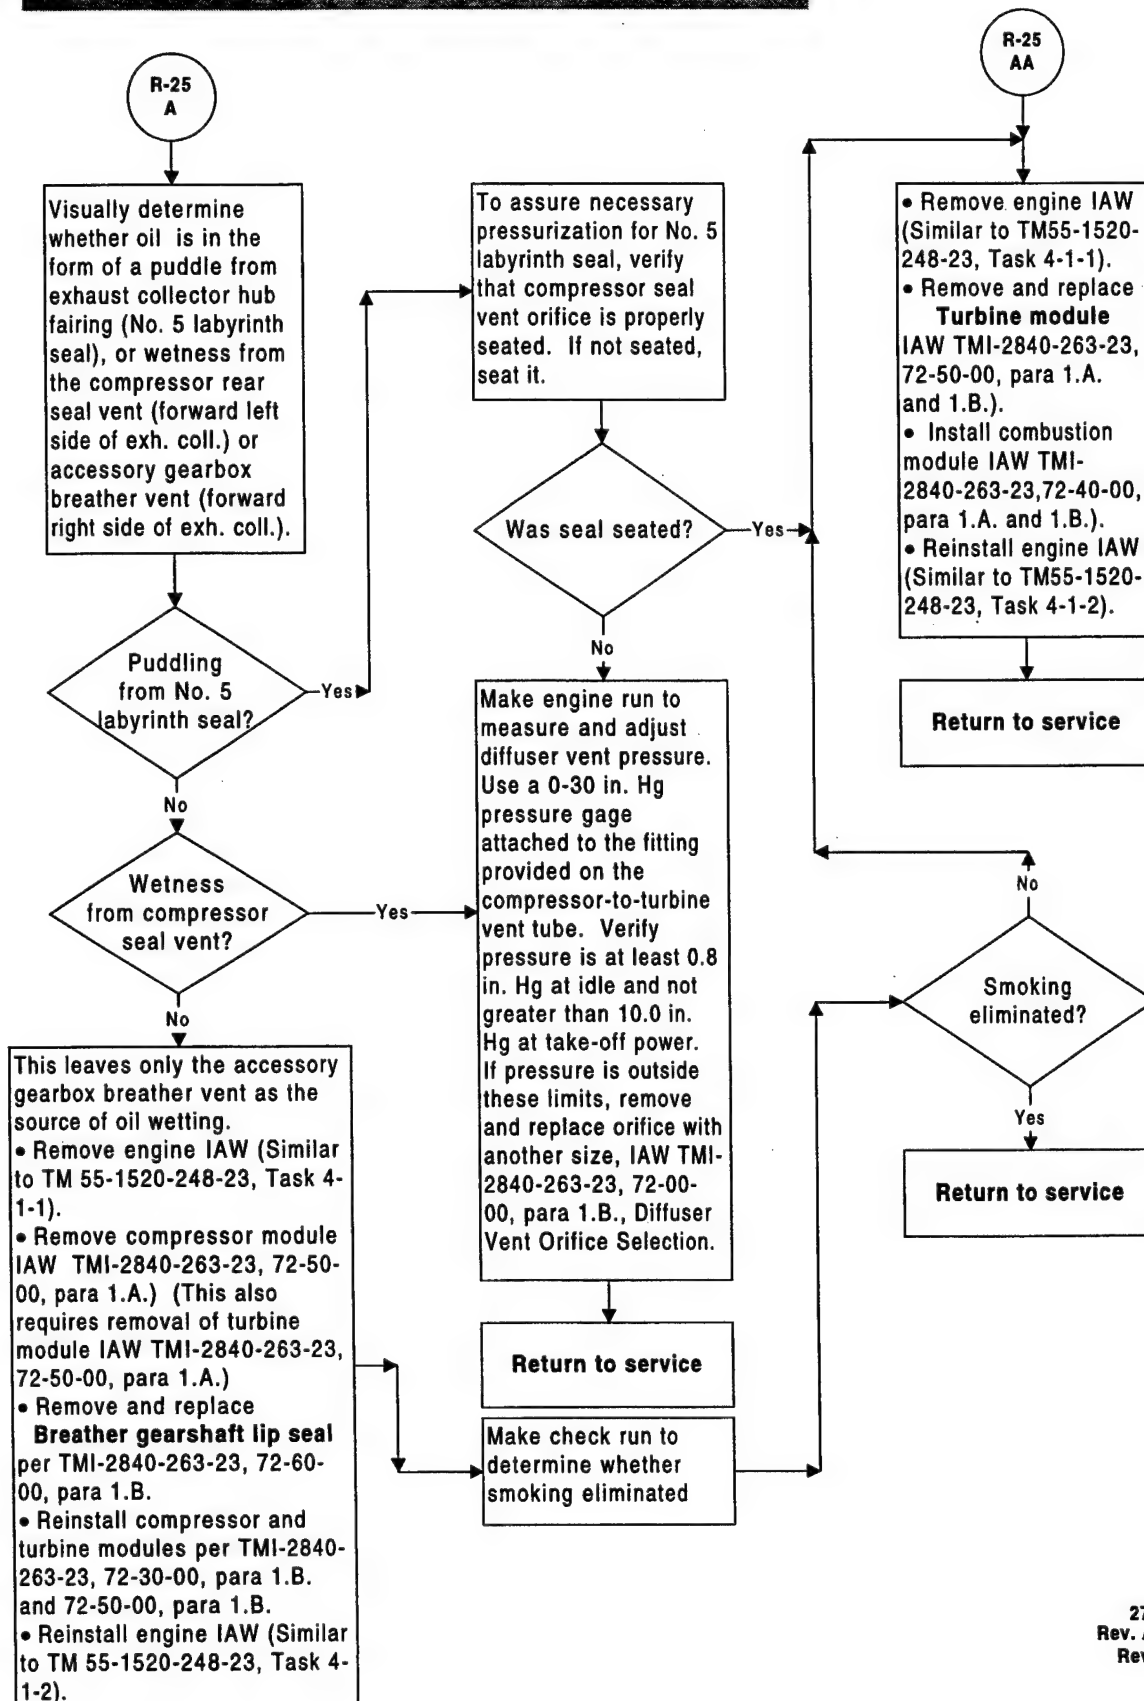 R-25
A
Visually determine
whether oil is in the
form of a puddle from
exhaust collector hub
fairing (No. 5 labyrinth
seal), or wetness from
the compressor rear
seal vent (forward left
side of exh. coll.) or
accessory gearbox
breather vent (forward
right side of exh. coll.).
Puddling
from No. 5
labyrinth seal?
Yes
No
Wetness
from compressor
seal vent?
Yes
No
This leaves only the accessory
gearbox breather vent as the
source of oil wetting.
• Remove engine IAW (Similar
to TM 55-1520-248-23, Task 4-
1-1).
• Remove compressor module
IAW TMI-2840-263-23, 72-50-
00, para 1.A.) (This also
requires removal of turbine
module IAW TMI-2840-263-23,
72-50-00, para 1.A.)
• Remove and replace
Breather gearshaft lip seal
per TMI-2840-263-23, 72-60-
00, para 1.B.
• Reinstall compressor and
turbine modules per TMI-2840-
263-23, 72-30-00, para 1.B.
and 72-50-00, para 1.B.
• Reinstall engine IAW (Similar
to TM 55-1520-248-23, Task 4-
1-2).
To assure necessary
pressurization for No. 5
labyrinth seal, verify
that compressor seal
vent orifice is properly
seated. If not seated,
seat it.
Was seal seated?
Yes
No
Make engine run to
measure and adjust
diffuser vent pressure.
Use a 0-30 in. Hg
pressure gage
attached to the fitting
provided on the
compressor-to-turbine
vent tube. Verify
pressure is at least 0.8
in. Hg at idle and not
greater than 10.0 in.
Hg at take-off power.
If pressure is outside
these limits, remove
and replace orifice with
another size, IAW TMI-
2840-263-23, 72-00-
00, para 1.B., Diffuser
Vent Orifice Selection.
Return to service
Make check run to
determine whether
smoking eliminated
R-25
AA
• Remove engine IAW
(Similar to TM55-1520-
248-23, Task 4-1-1).
• Remove and replace
Turbine module
IAW TMI-2840-263-23,
72-50-00, para 1.A.
and 1.B.).
• Install combustion
module IAW TMI-
2840-263-23,72-40-00,
para 1.A. and 1.B.).
• Reinstall engine IAW
(Similar to TM55-1520-
248-23, Task 4-1-2).
Return to service
No
Smoking
eliminated?
Yes
Return to service
27
Rev.
Rev